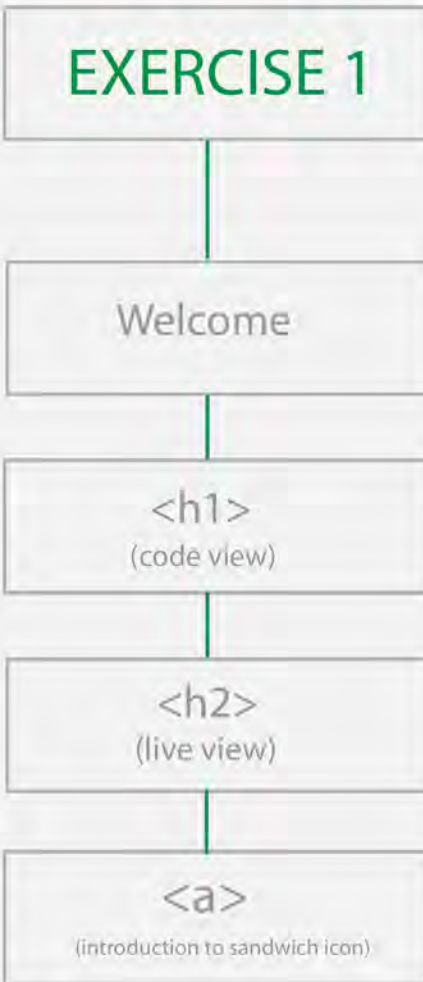 EXERCISE 1
Welcome
<h1>
(code view)
<h2>
(live view)
<a>
(introduction to sandwich icon)